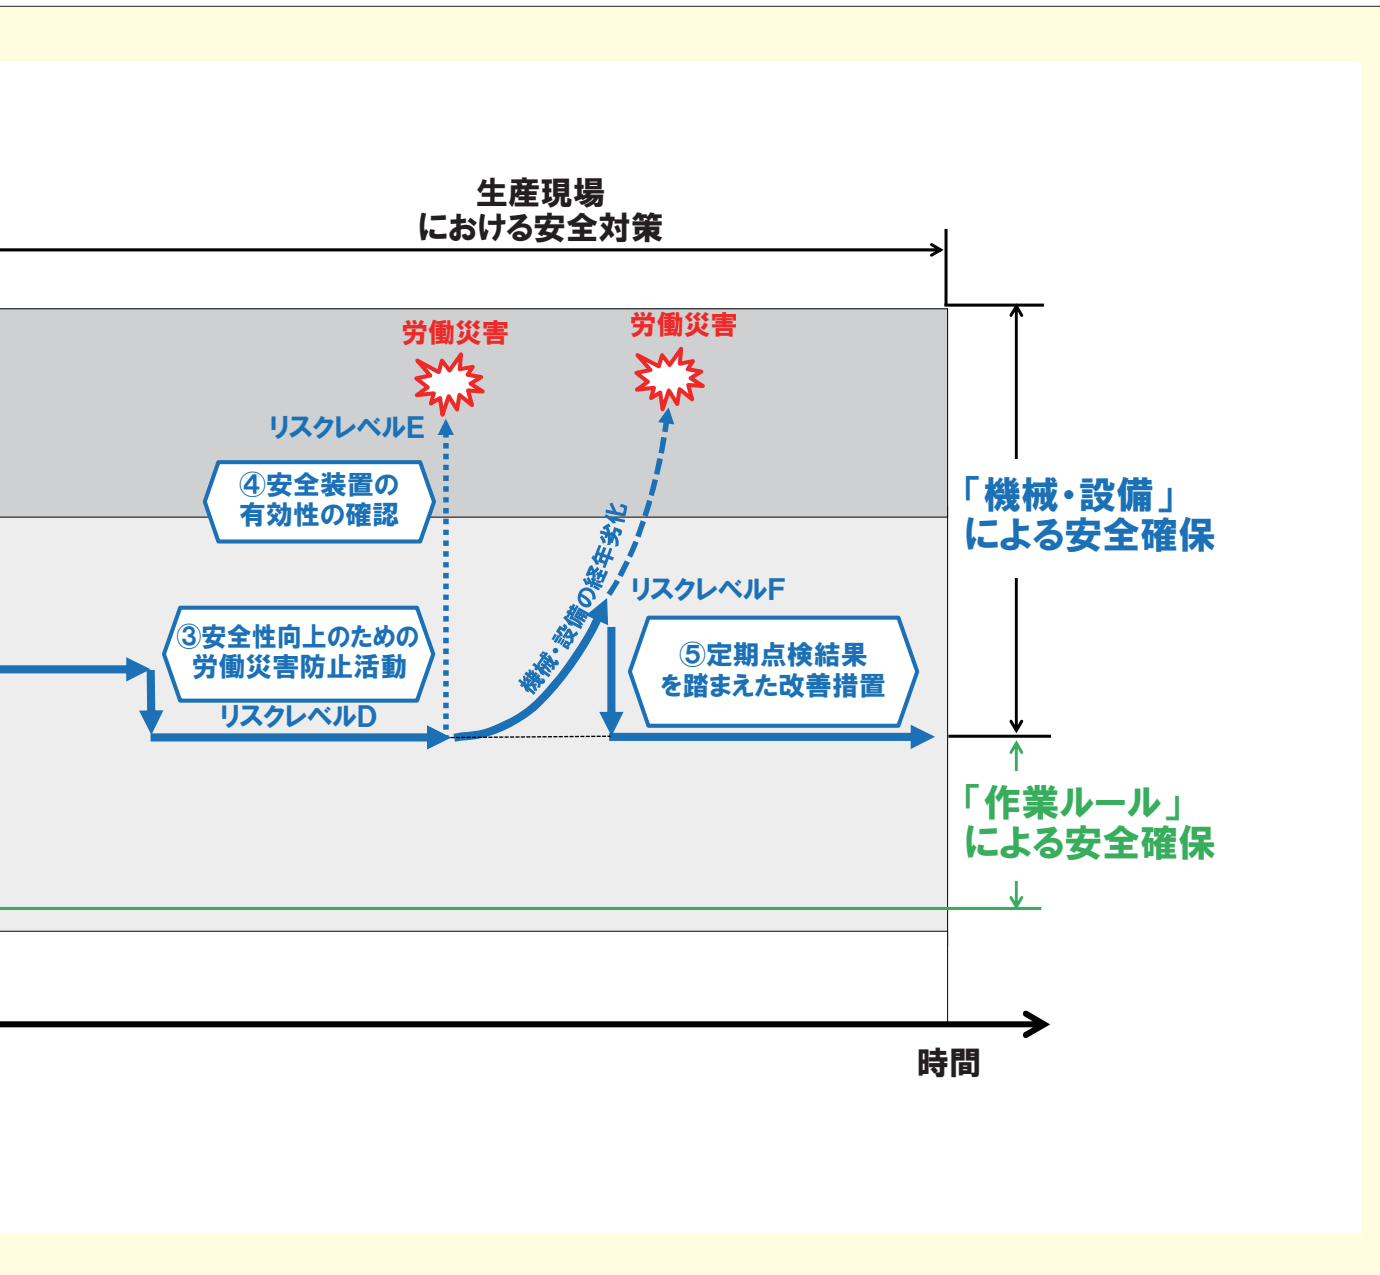 生産現場
における安全対策
労働災害
労働災害
リスクレベルE
④安全装置の
有効性の確認
「機械・設備」
による安全確保
機械・設備の経年劣化
リスクレベルF
③安全性向上のための
労働災害防止活動
⑤定期点検結果
を踏まえた改善措置
リスクレベルD
「作業ルール」
による安全確保
時間